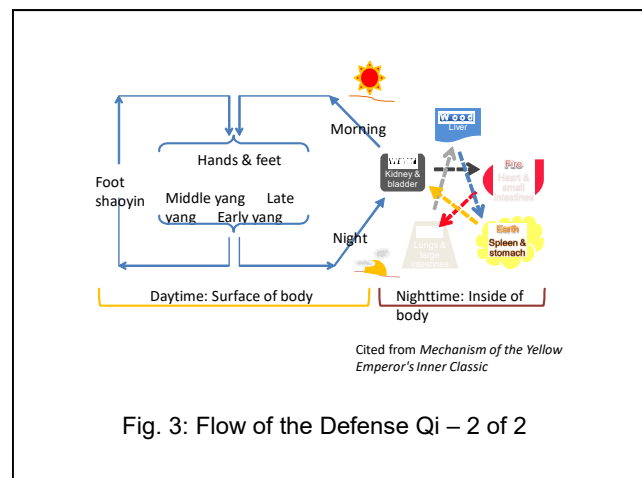 Morning
Wood
Liver
Hands & feet
Water
Kidney &
bladder
Fire
Heart &
small
intestines
Foot
shaoyin
Middle yang Late
yang Early yang
Earth
Spleen &
stomach
Night
Lungs &
large
intestines
Daytime: Surface of body
Nighttime: Inside of
body
Cited from Mechanism of the Yellow
Emperor's Inner Classic
Fig. 3: Flow of the Defense Qi – 2 of 2